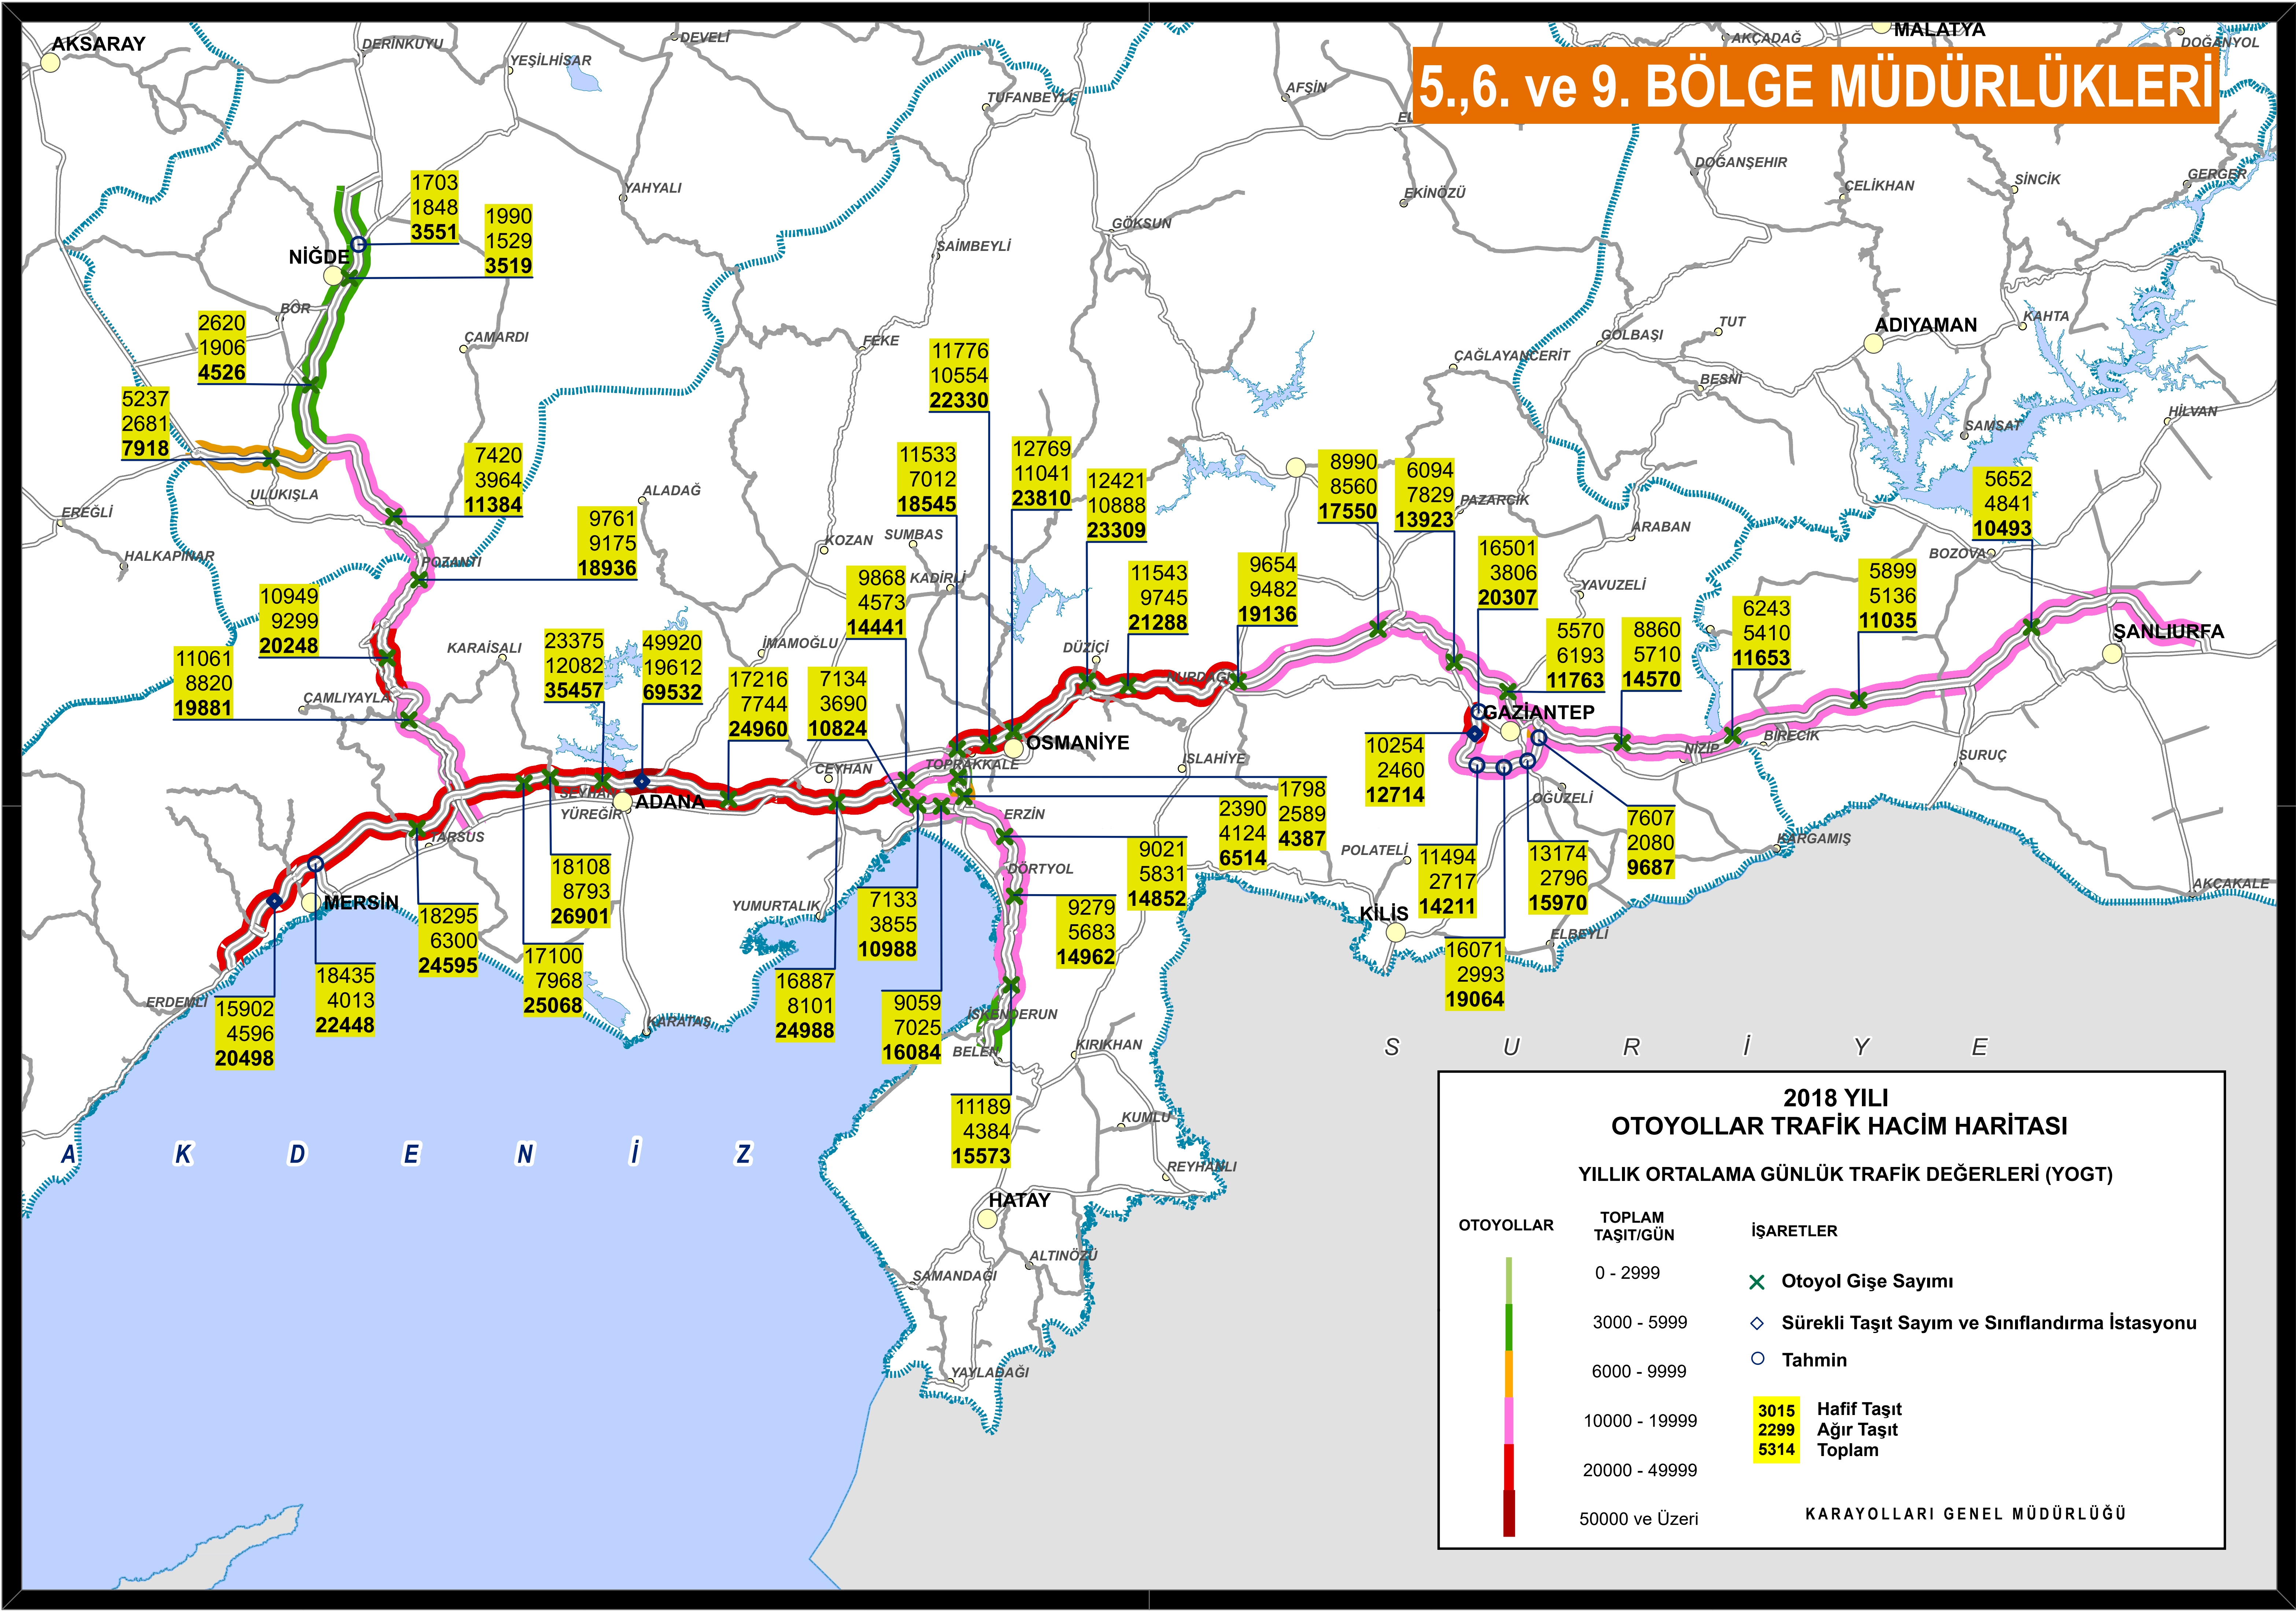 AKSARAY
DERİNKUYU
YEŞİLHİSAR
DEVELİ
TUFANBEYLİ
AFŞİN
AKÇADAĞ
MALATYA
DOĞANYOL
5.,6. ve 9. BÖLGE MÜDÜRLÜKLERİ
DOĞANŞEHIR
ÇELİKHAN
SİNCİK
GERGER
YAHYALI
EKİNÖZÜ
GÖKSUN
SAİMBEYLİ
1703
1848
3551
1990
1529
3519
NİĞDE
BOR
2620
1906
4526
ÇAMARDI
FEKE
5237
2681
7918
ULUKIŞLA
EREĞLİ
HALKAPINAR
7420
3964
11384
ALADAĞ
POZANTI
9761
9175
18936
11776
10554
22330
11533
7012
18545
12769
11041
23810
12421
10888
23309
8990
8560
17550
6094
7829
13923
ÇAĞLAYANCERİT
GÖLBAŞI
TUT
BESNİ
ADIYAMAN
KAHTA
HİLVAN
SAMSAT
PAZARCIK
ARABAN
YAVUZELİ
5652
4841
10493
BOZOVA
KOZAN
SUMBAS
KADİRLİ
10949
9299
20248
11061
8820
19881
ÇAMLIYAYLA
KARAİSALI
23375
12082
35457
49920
19612
69532
İMAMOĞLU
17216
7744
24960
7134
3690
10824
9868
4573
14441
DÜZİÇİ
11543
9745
21288
9654
9482
19136
NURDAĞI
16501
3806
20307
5570
6193
11763
8860
5710
14570
6243
5410
11653
5899
5136
11035
ŞANLIURFA
GAZİANTEP
OSMANİYE
TOPRAKKALE
CEYHAN
SEYHAN
ADANA
YÜREĞİR
TARSUS
MERSİN
ERDEMLİ
KARATAŞ
YUMURTALIK
ERZİN
DÖRTYOL
İSLAHİYE
NİZİP
BİRECİK
SURUÇ
OĞUZELİ
KARGAMIŞ
AKÇAKALE
POLATELİ
KİLİS
ELBEYLİ
10254
2460
12714
11494
2717
14211
13174
2796
15970
7607
2080
9687
16071
2993
19064
1798
2589
4387
2390
4124
6514
9021
5831
14852
9279
5683
14962
7133
3855
10988
9059
7025
16084
16887
8101
24988
18108
8793
26901
17100
7968
25068
18295
6300
24595
18435
4013
22448
15902
4596
20498
11189
4384
15573
İSKENDERUN
BELEN
KIRIKHAN
KUMLU
REYHANLI
HATAY
ALTINÖZÜ
SAMANDAĞI
YAYLADAĞI
A K D E N İ Z
S U R İ Y E
2018 YILI
OTOYOLLAR TRAFİK HACİM HARİTASI
YILLIK ORTALAMA GÜNLÜK TRAFİK DEĞERLERİ (YOGT)
OTOYOLLAR
TOPLAM
TAŞIT/GÜN
0 - 2999
3000 - 5999
6000 - 9999
10000 - 19999
20000 - 49999
50000 ve Üzeri
İŞARETLER
Otoyol Gişe Sayımı
Sürekli Taşıt Sayım ve Sınıflandırma İstasyonu
Tahmin
3015 Hafif Taşıt
2299 Ağır Taşıt
5314 Toplam
KARAYOLLARI GENEL MÜDÜRLÜĞÜ